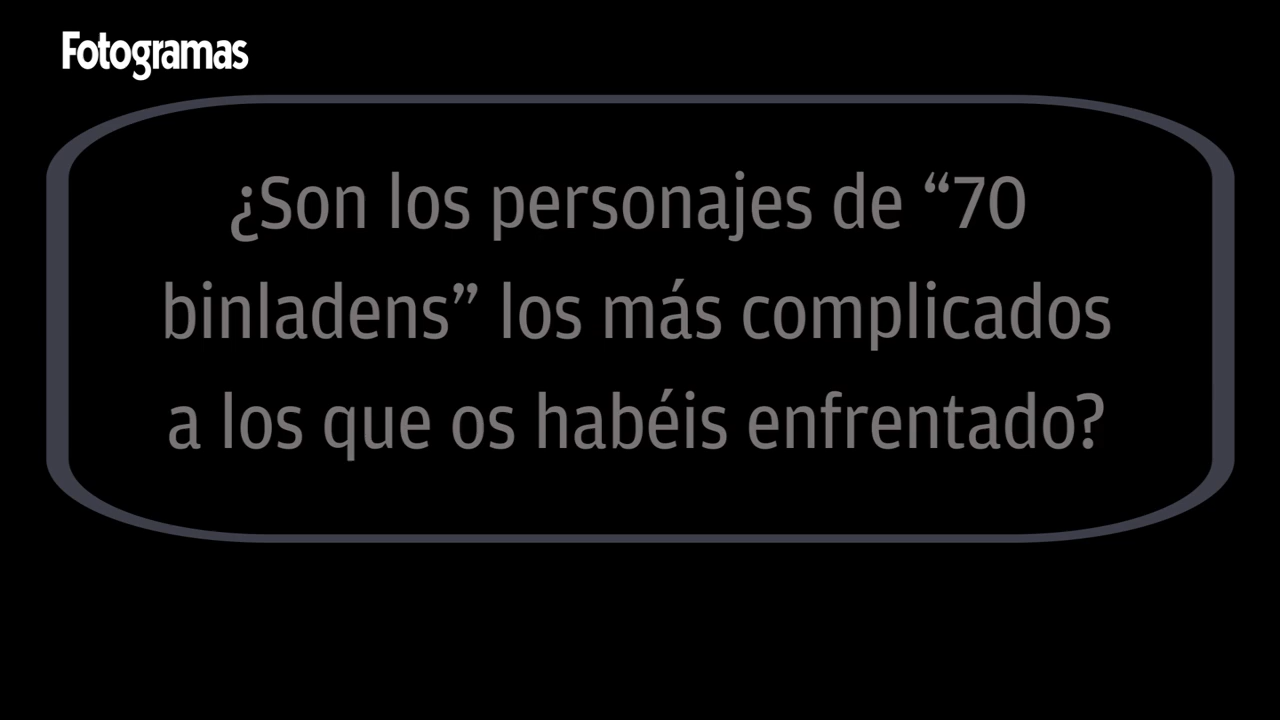 Fotogramas
¿Son los personajes de “70
binladens” los más complicados
a los que os habéis enfrentado?